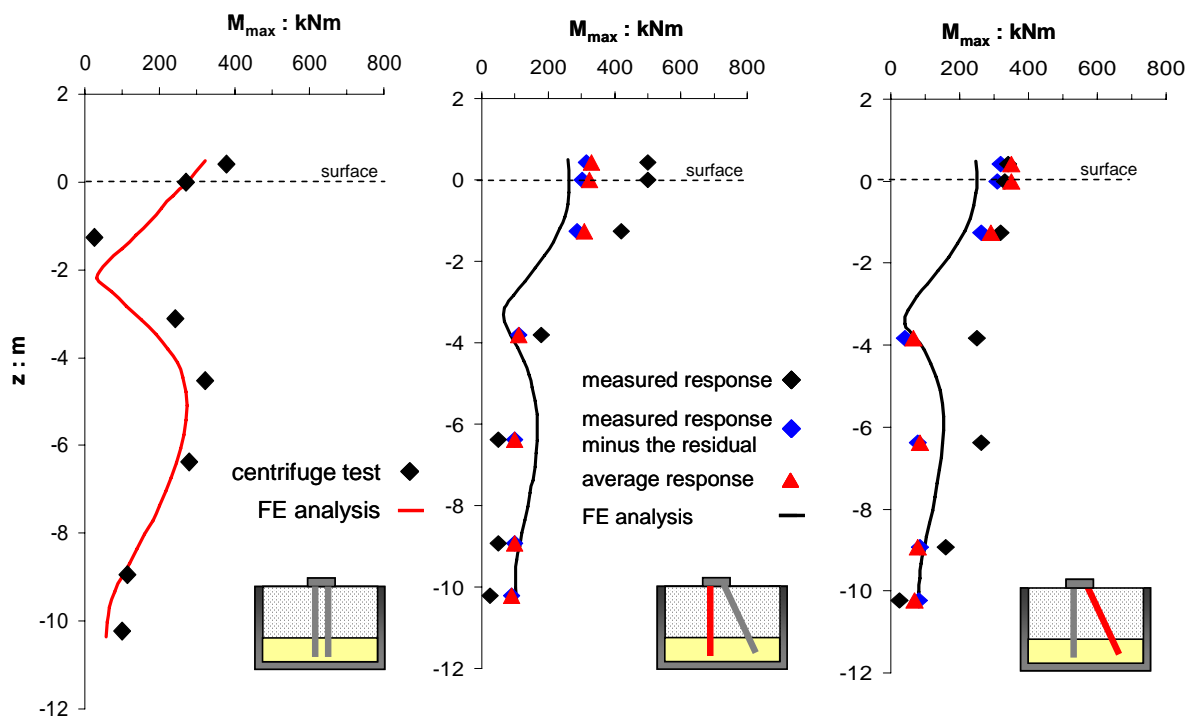 M_max : kNm
0 200 400 600 800
2
0
-2
-4
-6
-8
-10
-12
z : m
surface
centrifuge test
FE analysis
M_max : kNm
0 200 400 600 800
2
0
-2
-4
-6
-8
-10
-12
surface
measured response
measured response
minus the residual
average response
FE analysis
M_max : kNm
0 200 400 600 800
2
0
-2
-4
-6
-8
-10
-12
surface